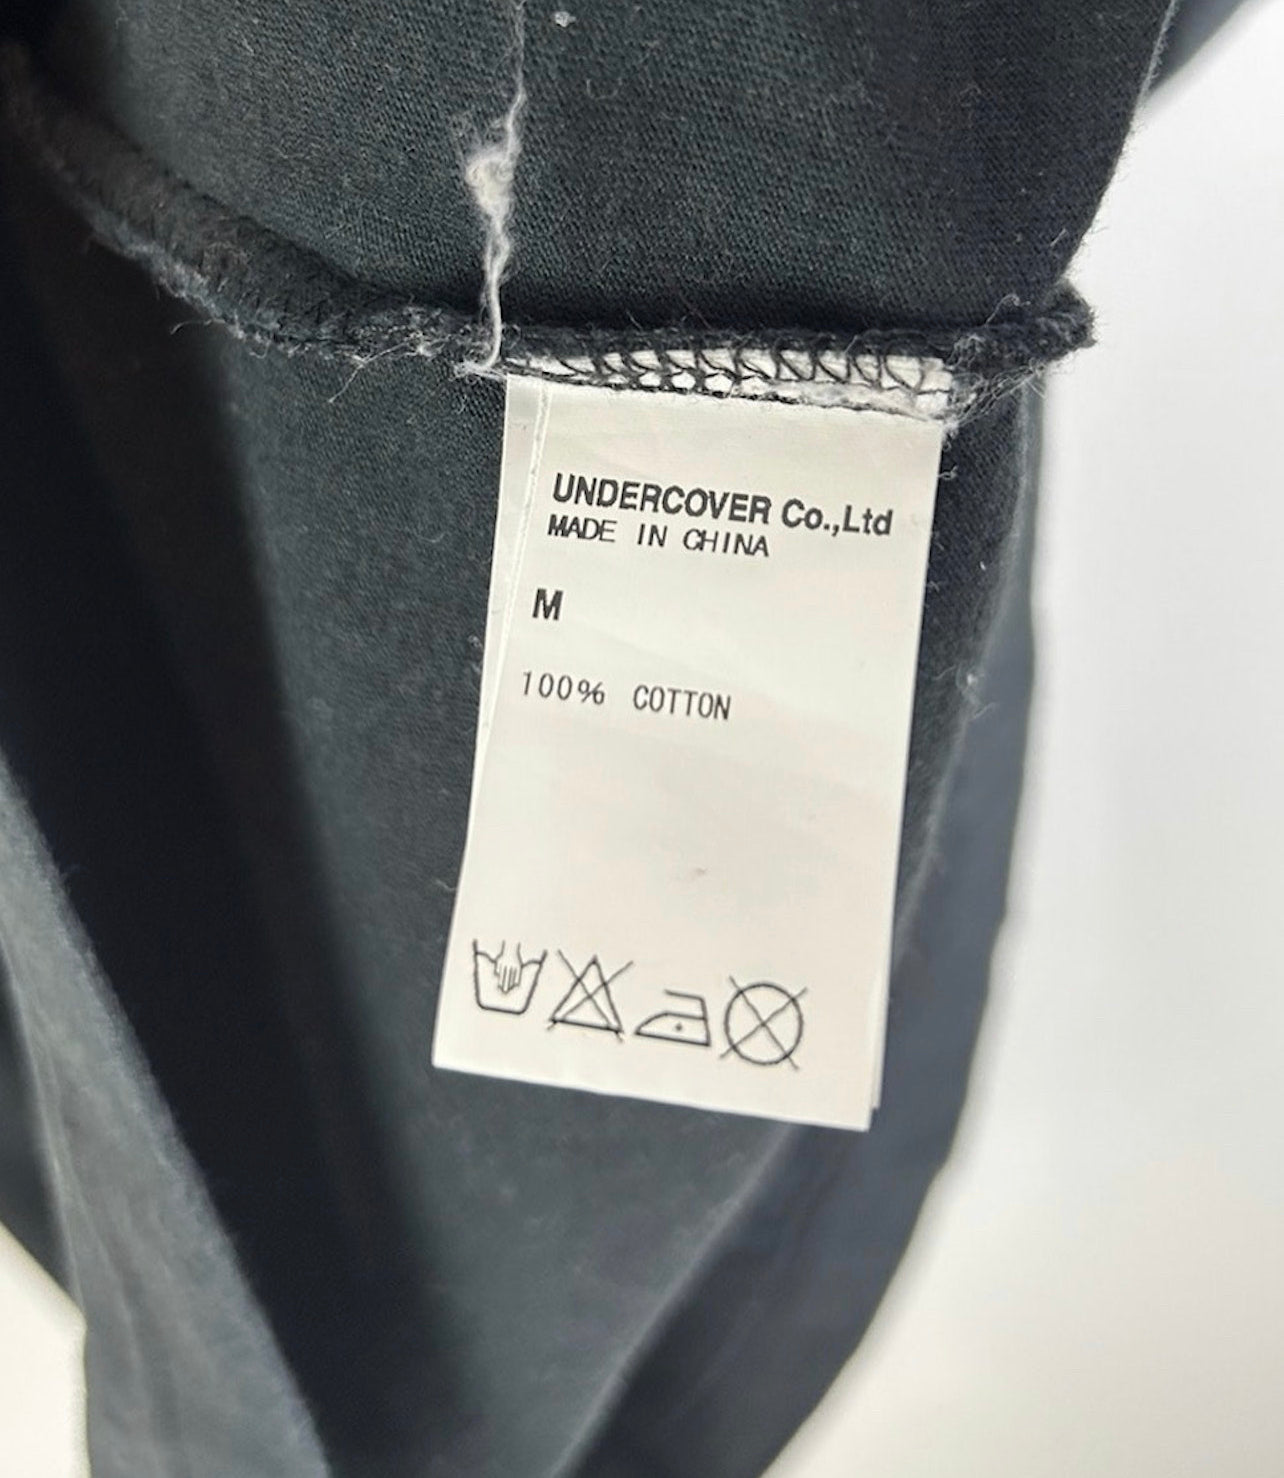 UNDERCOVER Co.,Ltd
MADE IN CHINA
M
100% COTTON